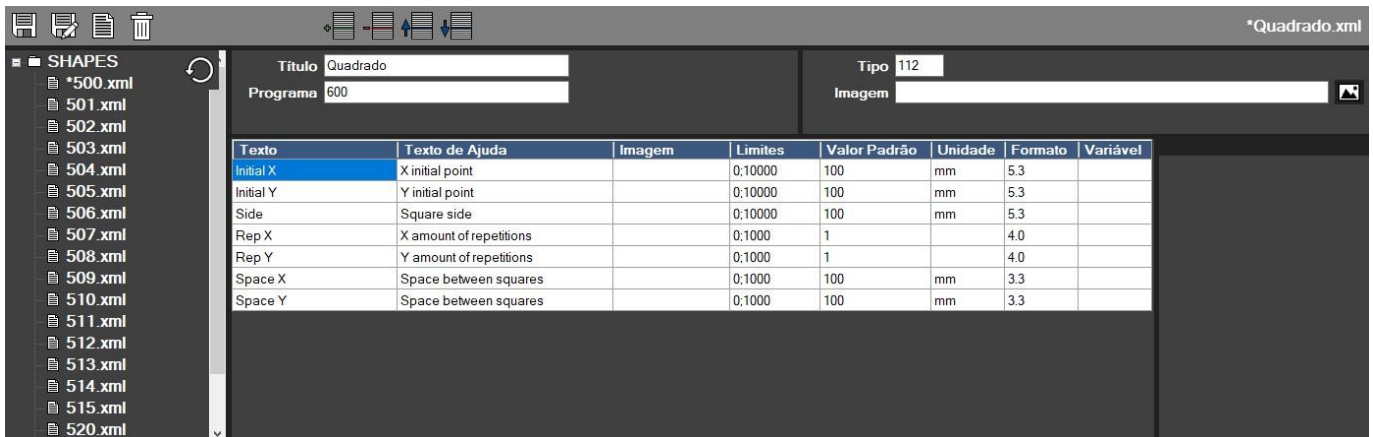 *Quadrado.xml
SHAPES
*500.xml
501.xml
502.xml
503.xml
504.xml
505.xml
506.xml
507.xml
508.xml
509.xml
510.xml
511.xml
512.xml
513.xml
514.xml
515.xml
520.xml
Título Quadrado
Programa 600
Tipo 112
Imagem
Texto Texto de Ajuda Imagem Limites Valor Padrão Unidade Formato Variável
Initial X X initial point 0;10000 100 mm 5.3
Initial Y Y initial point 0;10000 100 mm 5.3
Side Square side 0;10000 100 mm 5.3
Rep X X amount of repetitions 0;1000 1 4.0
Rep Y Y amount of repetitions 0;1000 1 4.0
Space X Space between squares 0;1000 100 mm 3.3
Space Y Space between squares 0;1000 100 mm 3.3